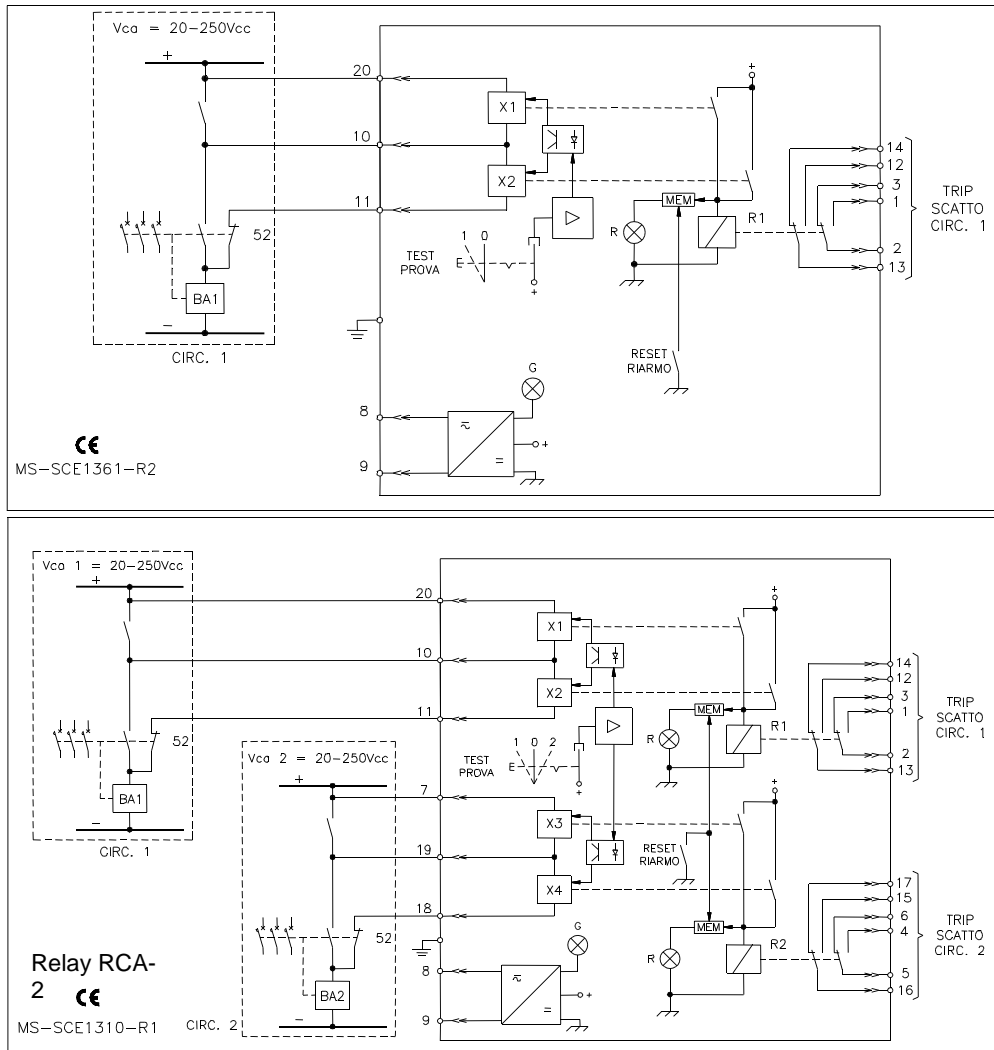 Vca = 20-250Vcc
+
20
10
11
52
BA1
-
CIRC. 1
X1
X2
TEST
PROVA
1 0
E
+
R
MEM
R1
+
RESET
RIARMO
14
12
3
1
2
13
TRIP
SCATTO
CIRC. 1
8
9
G
+
=
CE
MS-SCE1361-R2
Vca 1 = 20-250Vcc
+
20
10
11
52
BA1
-
CIRC. 1
Vca 2 = 20-250Vcc
+
7
19
18
52
BA2
-
CIRC. 2
X1
X2
X3
X4
TEST
PROVA
1 0 2
E
+
R
MEM
R1
+
RESET
RIARMO
R
MEM
R2
+
14
12
3
1
2
13
TRIP
SCATTO
CIRC. 1
17
15
6
4
5
16
TRIP
SCATTO
CIRC. 2
8
9
G
+
=
Relay RCA-
2 CE
MS-SCE1310-R1